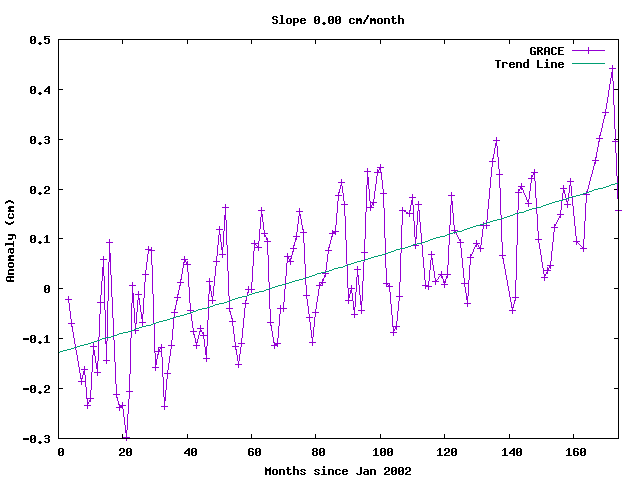 Slope 0.00 cm/month
GRACE
Trend Line
Anomaly (cm)
0.5
0.4
0.3
0.2
0.1
0
-0.1
-0.2
-0.3
0 20 40 60 80 100 120 140 160
Months since Jan 2002